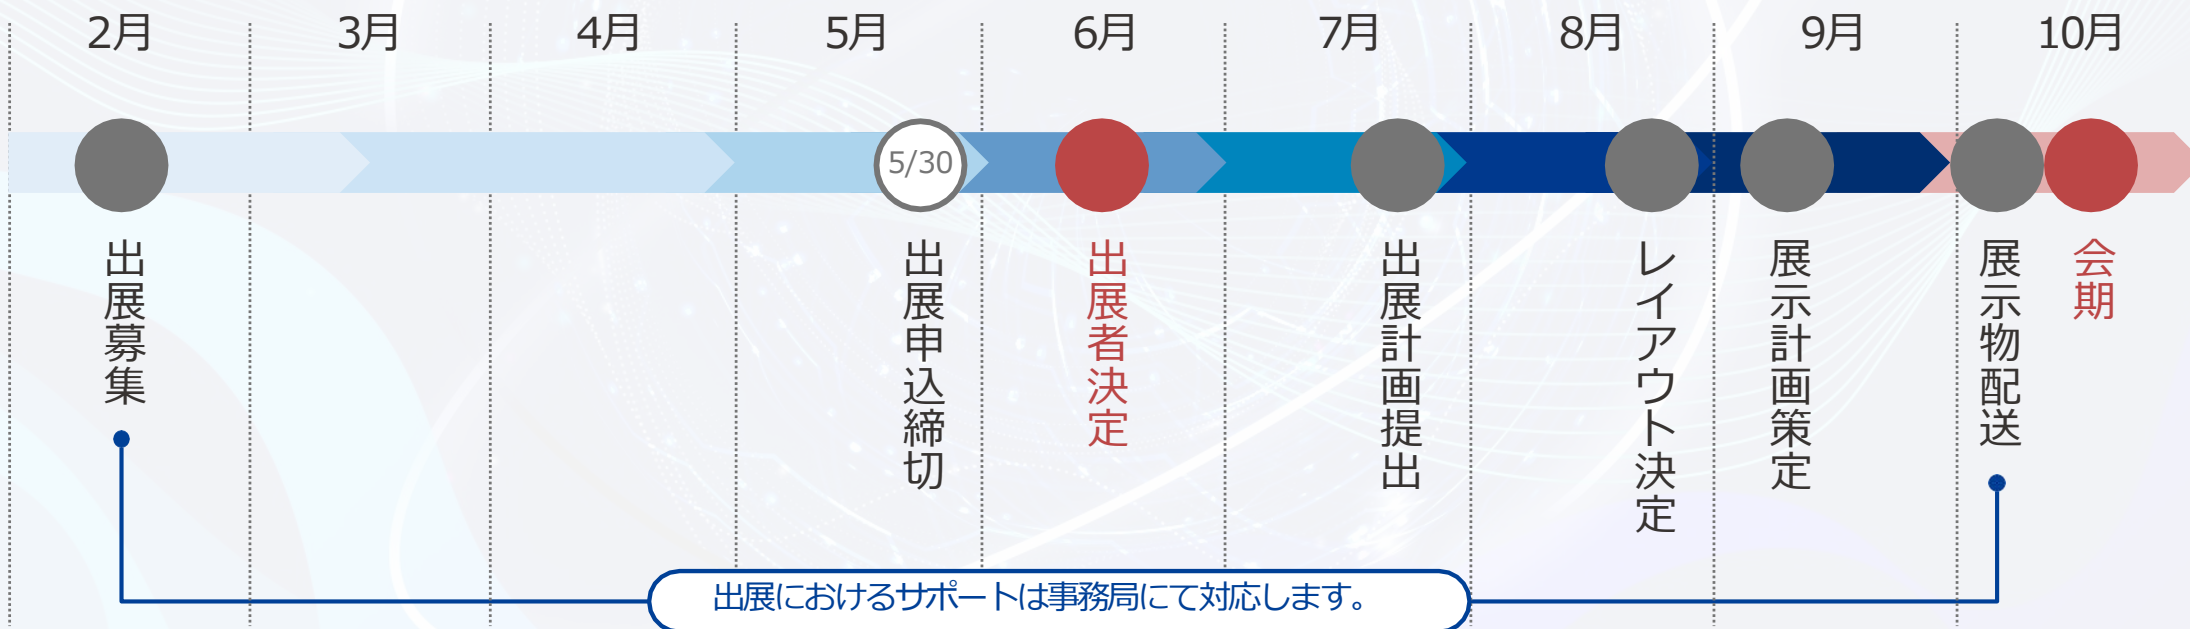 2月
3月
4月
5月
6月
7月
8月
9月
10月
5/30
出展募集
出展申込締切
出展者決定
出展計画提出
レイアウト決定
展示計画策定
展示物配送
会期
出展におけるサポートは事務局にて対応します。